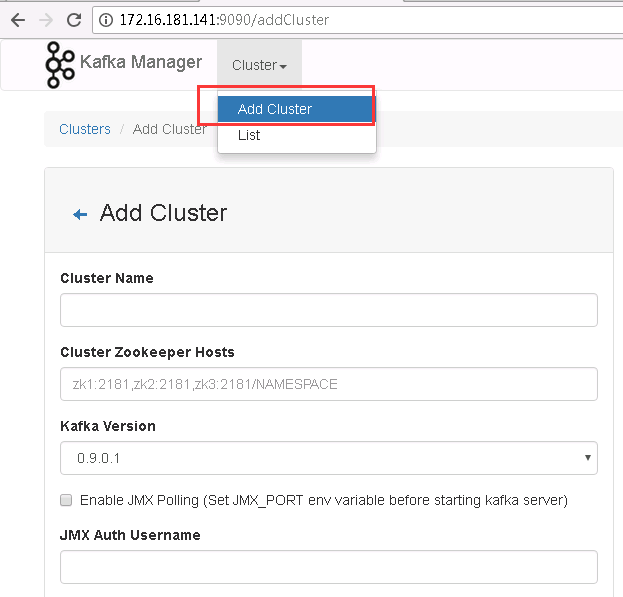 172.16.181.141:9090/addCluster
Kafka Manager
Cluster
Add Cluster
List
Clusters / Add Cluster
Add Cluster
Cluster Name
Cluster Zookeeper Hosts
zk1:2181,zk2:2181,zk3:2181/NAMESPACE
Kafka Version
0.9.0.1
Enable JMX Polling (Set JMX_PORT env variable before starting kafka server)
JMX Auth Username